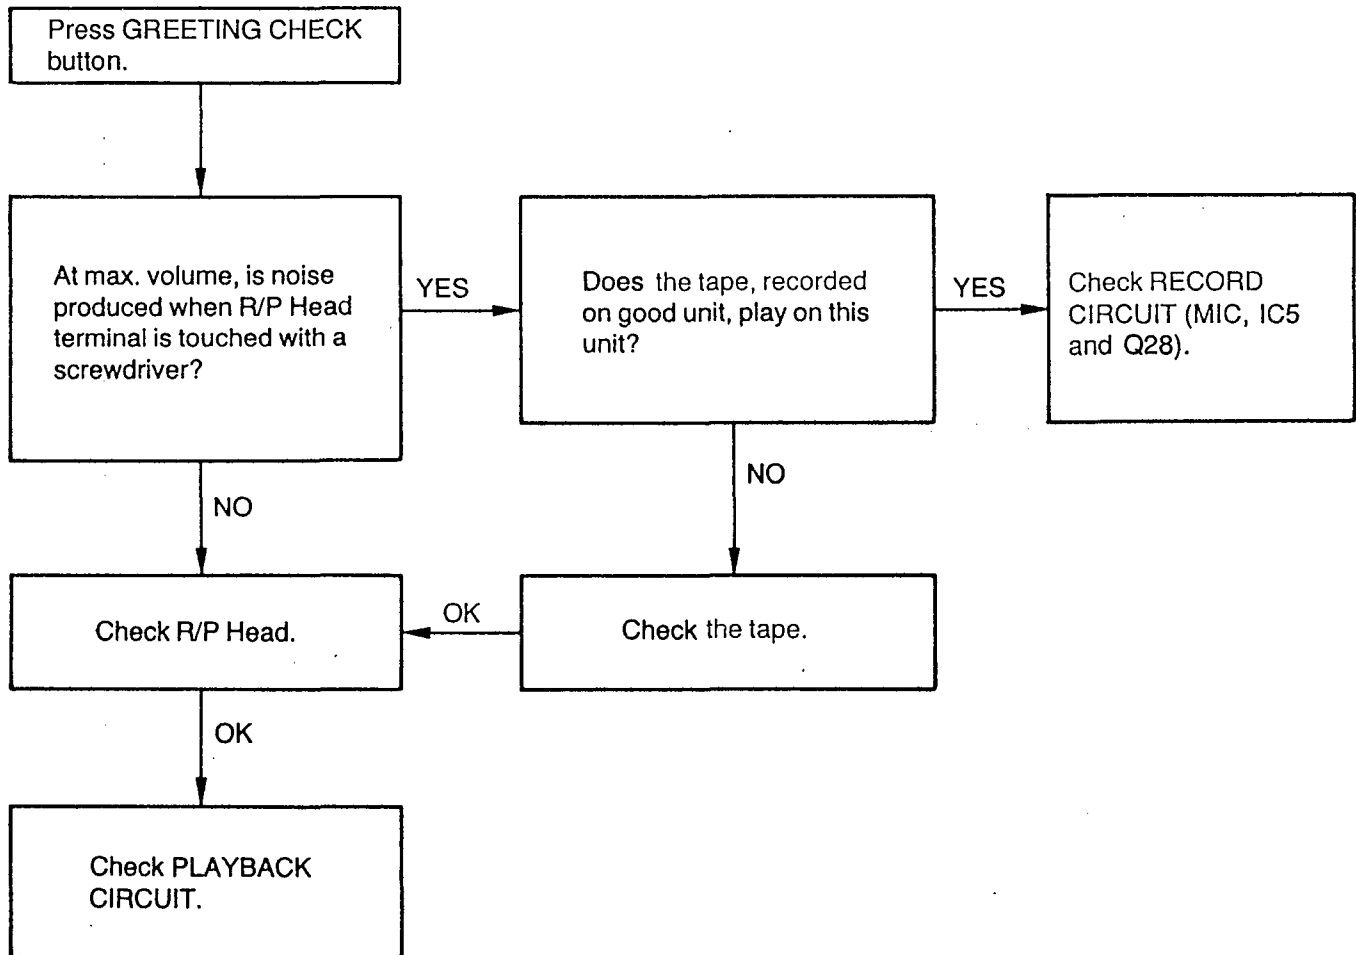 Press GREETING CHECK
button.
At max. volume, is noise
produced when R/P Head
terminal is touched with a
screwdriver?
YES
Does the tape, recorded
on good unit, play on this
unit?
YES
Check RECORD
CIRCUIT (MIC, IC5
and Q28).
NO
NO
Check R/P Head.
OK
Check the tape.
OK
Check PLAYBACK
CIRCUIT.